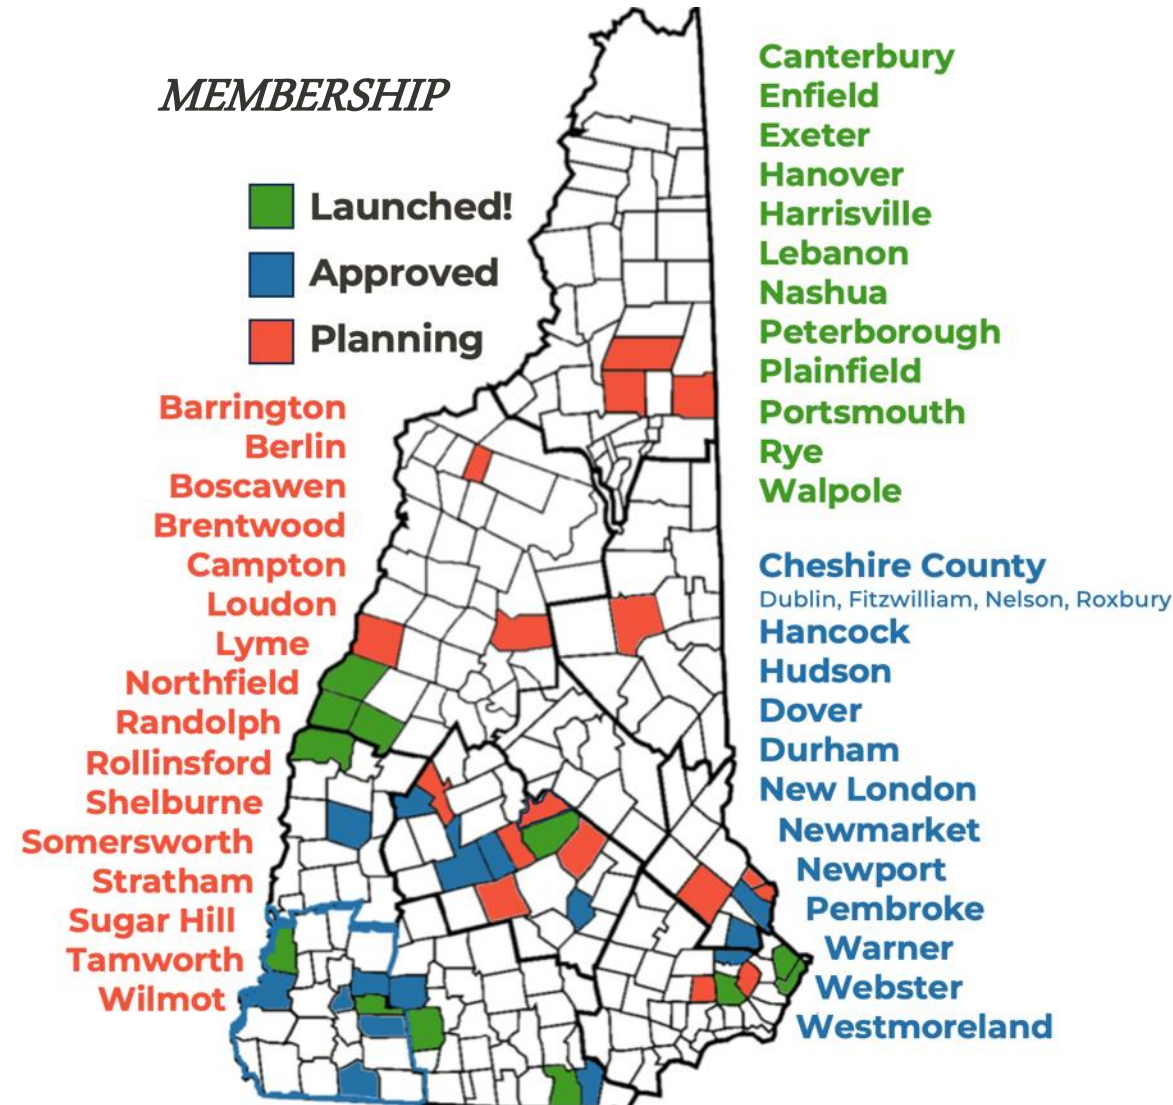 MEMBERSHIP
Launched!
Approved
Planning
Barrington
Berlin
Boscawen
Brentwood
Campton
Loudon
Lyme
Northfield
Randolph
Rollinsford
Shelburne
Somersworth
Stratham
Sugar Hill
Tamworth
Wilmot
Canterbury
Enfield
Exeter
Hanover
Harrisville
Lebanon
Nashua
Peterborough
Plainfield
Portsmouth
Rye
Walpole
Cheshire County
Dublin, Fitzwilliam, Nelson, Roxbury
Hancock
Hudson
Dover
Durham
New London
Newmarket
Newport
Pembroke
Warner
Webster
Westmoreland